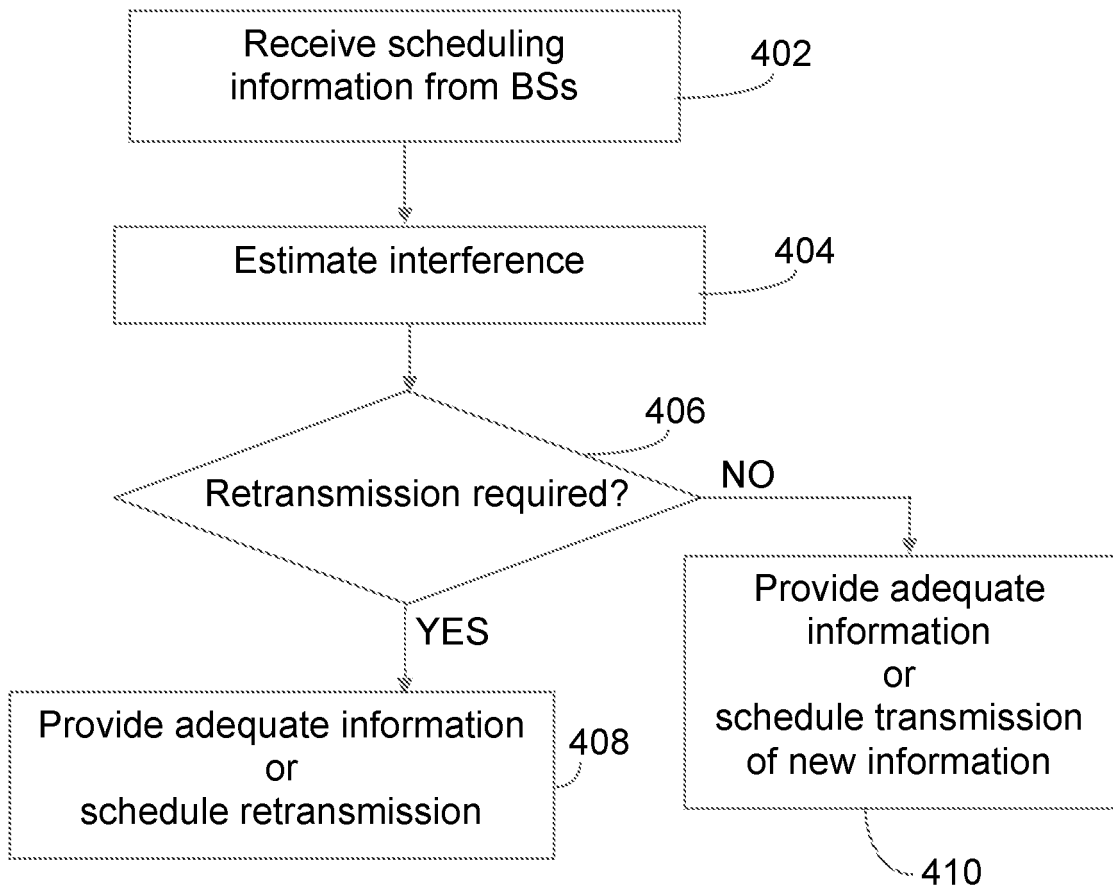 Receive scheduling
information from BSs
402
Estimate interference
404
406
Retransmission required?
NO
YES
Provide adequate information
or
schedule retransmission
408
Provide adequate
information
or
schedule transmission
of new information
410